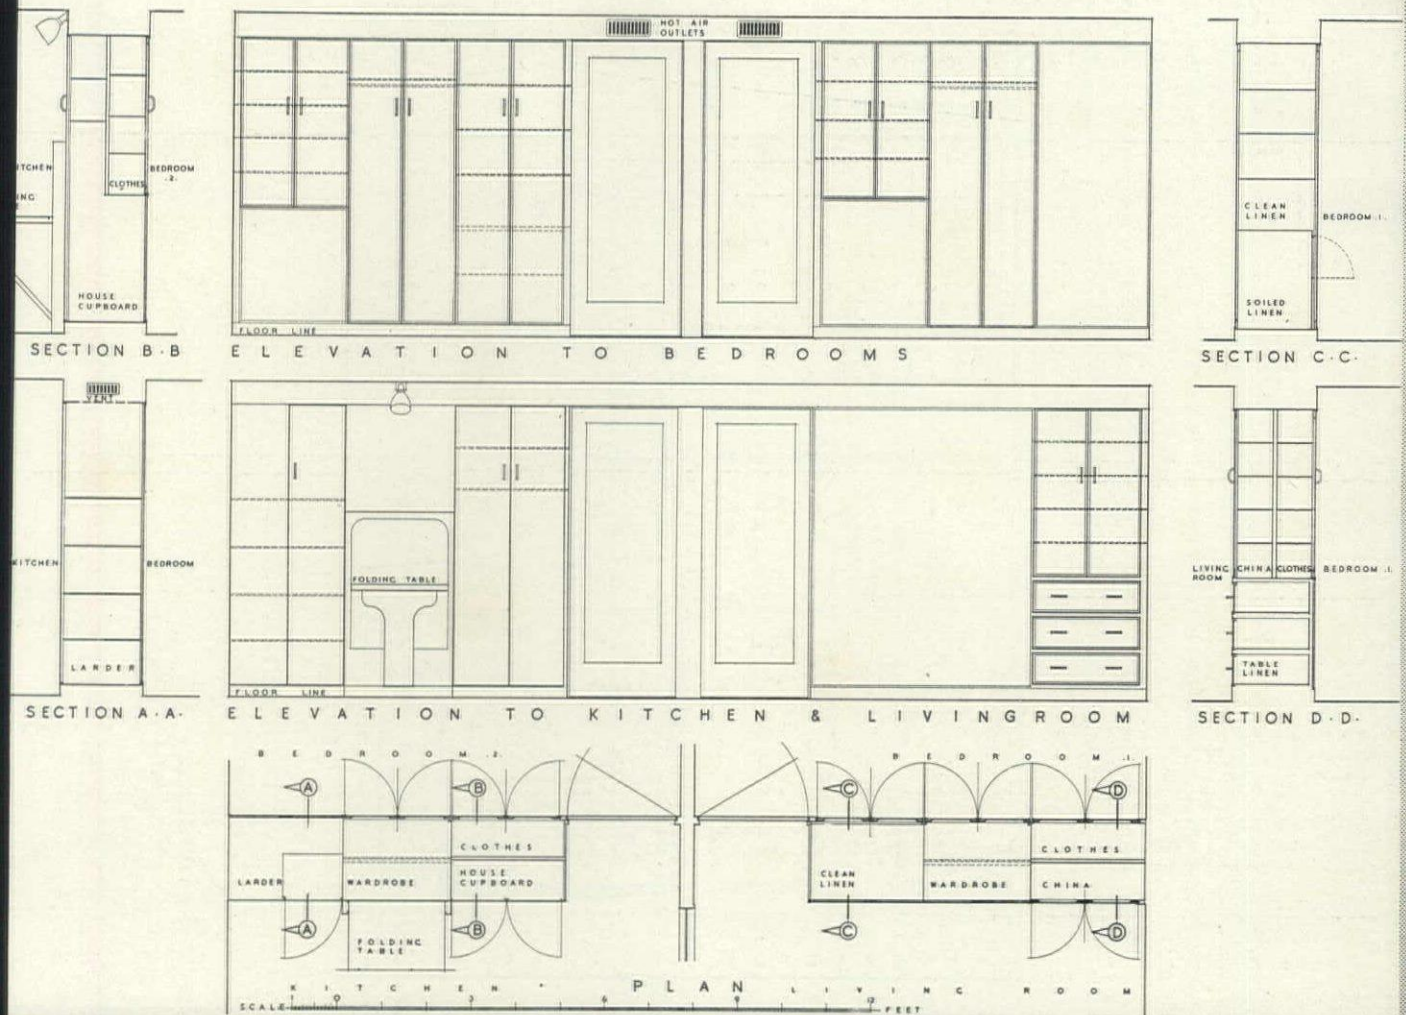 HOT AIR
OUTLETS
KITCHEN
BEDROOM
.2.
CLOTHES
HOUSE
CUPBOARD
FLOOR LINE
CLEAN
LINEN
BEDROOM .1.
SOILED
LINEN
SECTION B.B
ELEVATION TO BEDROOMS
SECTION C.C.
VENT
KITCHEN
BEDROOM
LARDER
FOLDING TABLE
FLOOR LINE
LIVING
ROOM
CHINA
CLOTHES
BEDROOM .1.
TABLE
LINEN
SECTION A.A.
ELEVATION TO KITCHEN & LIVINGROOM
SECTION D.D.
BEDROOM .2.
BEDROOM .1.
A
B
C
D
CLOTHES
CLOTHES
LARDER
WARDROBE
HOUSE
CUPBOARD
CLEAN
LINEN
WARDROBE
CHINA
A
B
C
D
FOLDING
TABLE
KITCHEN
PLAN
LIVING ROOM
SCALE 1 0 3 6 9 12 FEET